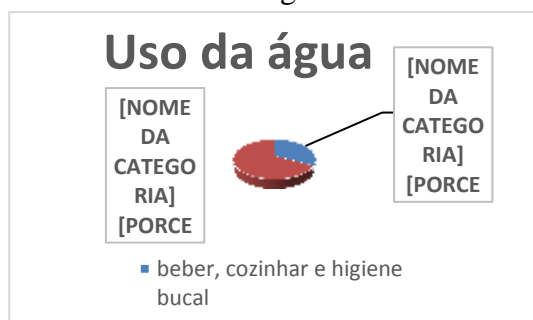 Uso da água
[NOME
DA
CATEGO
RIA]
[PORCE
[NOME
DA
CATEGO
RIA]
[PORCE
beber, cozinhar e higiene
bucal